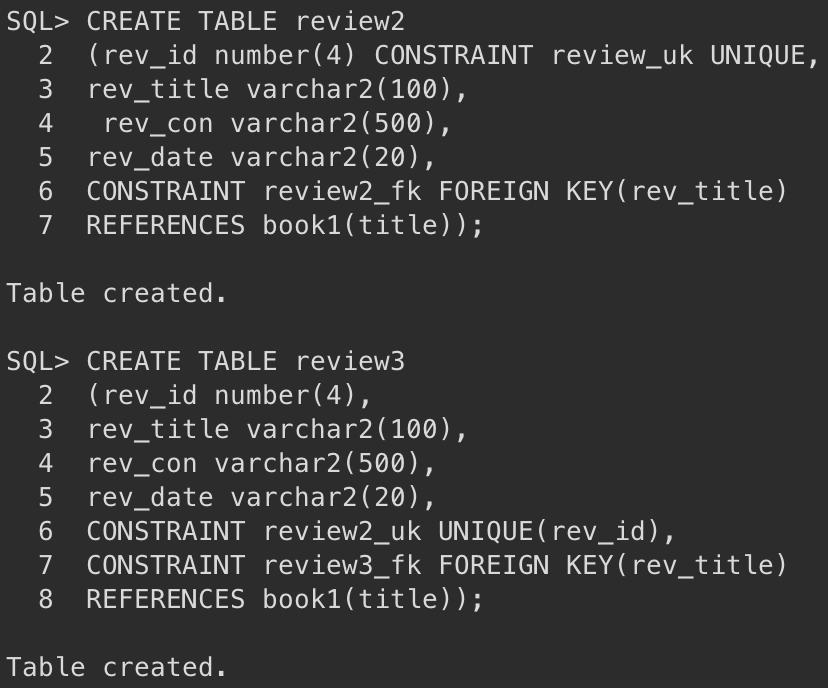 SQL> CREATE TABLE review2
  2  (rev_id number(4) CONSTRAINT review_uk UNIQUE,
  3  rev_title varchar2(100),
  4   rev_con varchar2(500),
  5  rev_date varchar2(20),
  6  CONSTRAINT review2_fk FOREIGN KEY(rev_title)
  7  REFERENCES book1(title));

Table created.

SQL> CREATE TABLE review3
  2  (rev_id number(4),
  3  rev_title varchar2(100),
  4  rev_con varchar2(500),
  5  rev_date varchar2(20),
  6  CONSTRAINT review2_uk UNIQUE(rev_id),
  7  CONSTRAINT review3_fk FOREIGN KEY(rev_title)
  8  REFERENCES book1(title));

Table created.